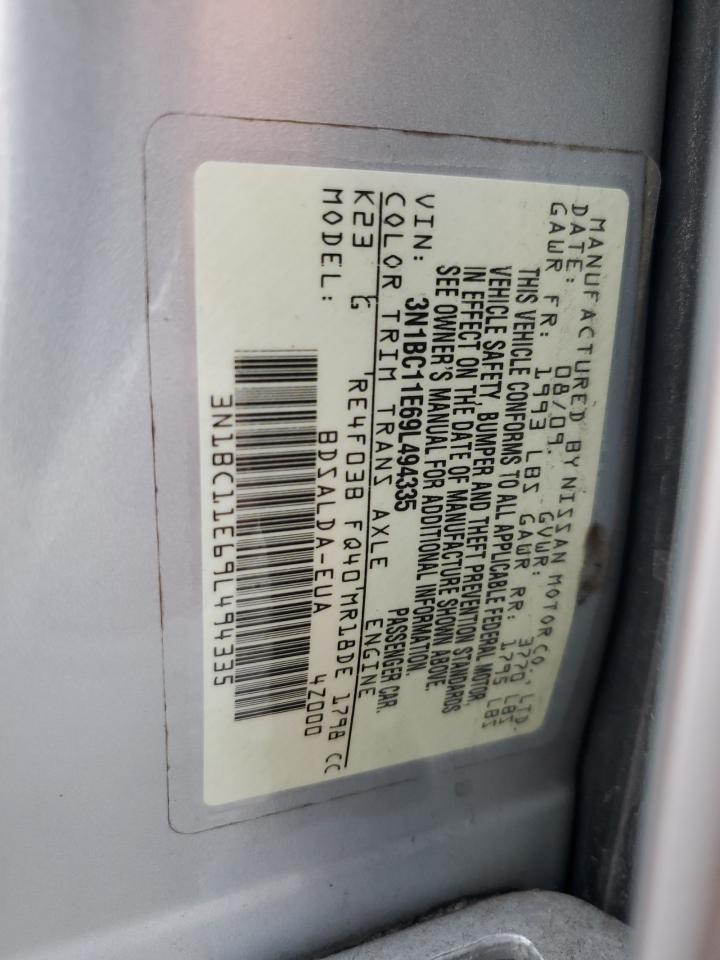 MANUFACTURED BY NISSAN MOTOR CO., LTD.
DATE: 08/09. GVWR: 3770 LBS
GAWR FR: 1993 LBS GAWR RR: 1795 LBS
THIS VEHICLE CONFORMS TO ALL APPLICABLE FEDERAL MOTOR
VEHICLE SAFETY, BUMPER AND THEFT PREVENTION STANDARDS
IN EFFECT ON THE DATE OF MANUFACTURE SHOWN ABOVE.
SEE OWNER'S MANUAL FOR ADDITIONAL INFORMATION.
VIN: 3N1BC11E69L494335 PASSENGER CAR.
COLOR TRIM TRANS AXLE ENGINE
K23 G RE4F03B FQ40 MR18DE 1798 CC
MODEL: BDSALDA-EUA 4Z000
3N1BC11E69L494335